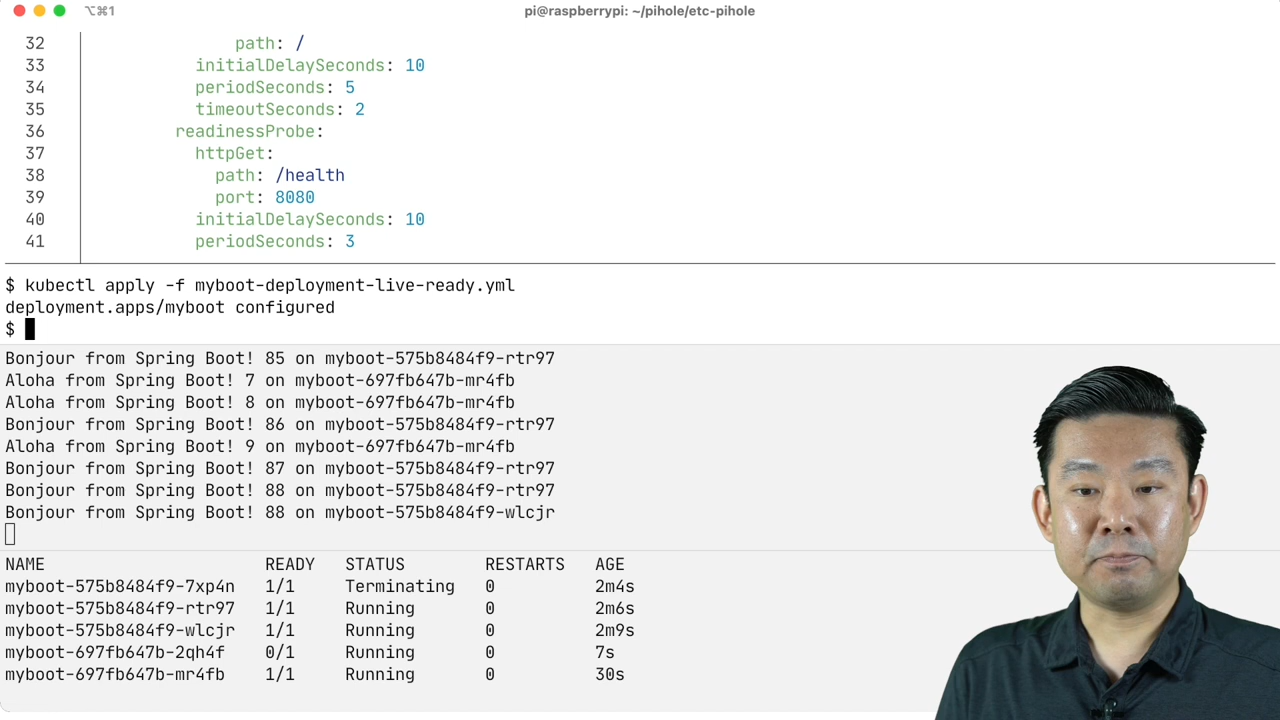 ⌥⌘1
pi@raspberrypi: ~/pihole/etc-pihole
32 path: /
33 initialDelaySeconds: 10
34 periodSeconds: 5
35 timeoutSeconds: 2
36 readinessProbe:
37 httpGet:
38 path: /health
39 port: 8080
40 initialDelaySeconds: 10
41 periodSeconds: 3
$ kubectl apply -f myboot-deployment-live-ready.yml
deployment.apps/myboot configured
$
Bonjour from Spring Boot! 85 on myboot-575b8484f9-rtr97
Aloha from Spring Boot! 7 on myboot-697fb647b-mr4fb
Aloha from Spring Boot! 8 on myboot-697fb647b-mr4fb
Bonjour from Spring Boot! 86 on myboot-575b8484f9-rtr97
Aloha from Spring Boot! 9 on myboot-697fb647b-mr4fb
Bonjour from Spring Boot! 87 on myboot-575b8484f9-rtr97
Bonjour from Spring Boot! 88 on myboot-575b8484f9-rtr97
Bonjour from Spring Boot! 88 on myboot-575b8484f9-wlcjr
NAME READY STATUS RESTARTS AGE
myboot-575b8484f9-7xp4n 1/1 Terminating 0 2m4s
myboot-575b8484f9-rtr97 1/1 Running 0 2m6s
myboot-575b8484f9-wlcjr 1/1 Running 0 2m9s
myboot-697fb647b-2qh4f 0/1 Running 0 7s
myboot-697fb647b-mr4fb 1/1 Running 0 30s